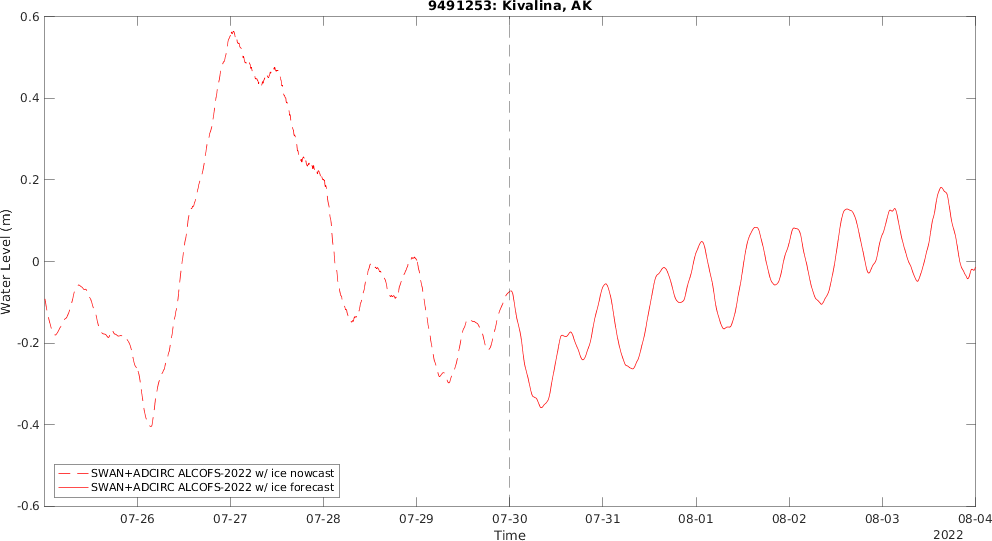 9491253: Kivalina, AK
0.6
0.4
0.2
0
-0.2
-0.4
-0.6
Water Level (m)
SWAN+ADCIRC ALCOFS-2022 w/ ice nowcast
SWAN+ADCIRC ALCOFS-2022 w/ ice forecast
07-26 07-27 07-28 07-29 07-30 07-31 08-01 08-02 08-03 08-04
Time
2022